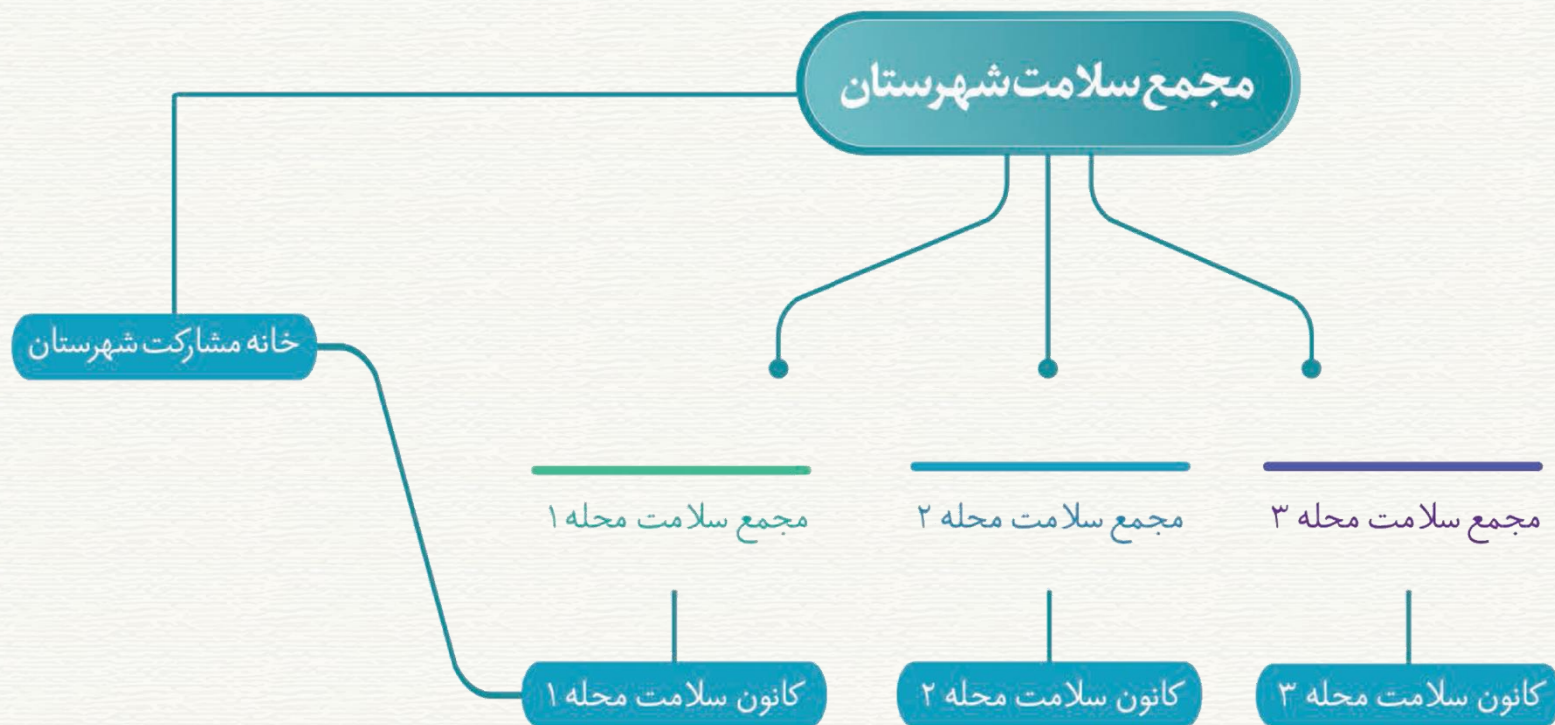 مجمع سلامت شهرستان
خانه مشارکت شهرستان
مجمع سلامت محله ۳
مجمع سلامت محله ۲
مجمع سلامت محله ۱
کانون سلامت محله ۳
کانون سلامت محله ۲
کانون سلامت محله ۱